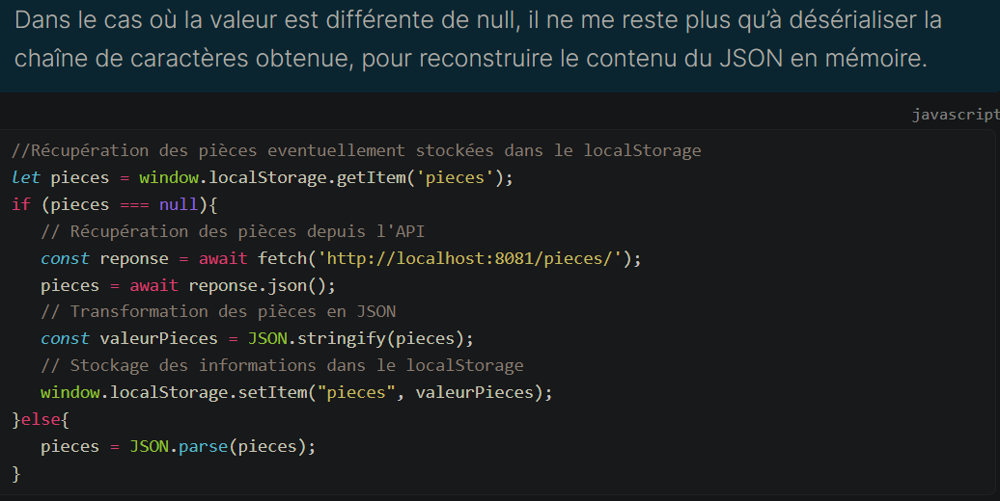 Dans le cas où la valeur est différente de null, il ne me reste plus qu’à désérialiser la
chaîne de caractères obtenue, pour reconstruire le contenu du JSON en mémoire.
javascript
//Récupération des pièces eventuellement stockées dans le localStorage
let pieces = window.localStorage.getItem('pieces');
if (pieces === null){
   // Récupération des pièces depuis l'API
   const reponse = await fetch('http://localhost:8081/pieces/');
   pieces = await reponse.json();
   // Transformation des pièces en JSON
   const valeurPieces = JSON.stringify(pieces);
   // Stockage des informations dans le localStorage
   window.localStorage.setItem("pieces", valeurPieces);
}else{
   pieces = JSON.parse(pieces);
}